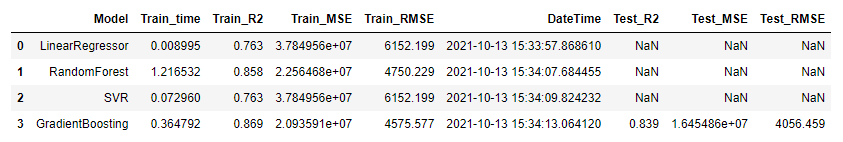 Model Train_time Train_R2 Train_MSE Train_RMSE DateTime Test_R2 Test_MSE Test_RMSE
0 LinearRegressor 0.008995 0.763 3.784956e+07 6152.199 2021-10-13 15:33:57.868610 NaN NaN NaN
1 RandomForest 1.216532 0.858 2.256468e+07 4750.229 2021-10-13 15:34:07.684455 NaN NaN NaN
2 SVR 0.072960 0.763 3.784956e+07 6152.199 2021-10-13 15:34:09.824232 NaN NaN NaN
3 GradientBoosting 0.364792 0.869 2.093591e+07 4575.577 2021-10-13 15:34:13.064120 0.839 1.645486e+07 4056.459